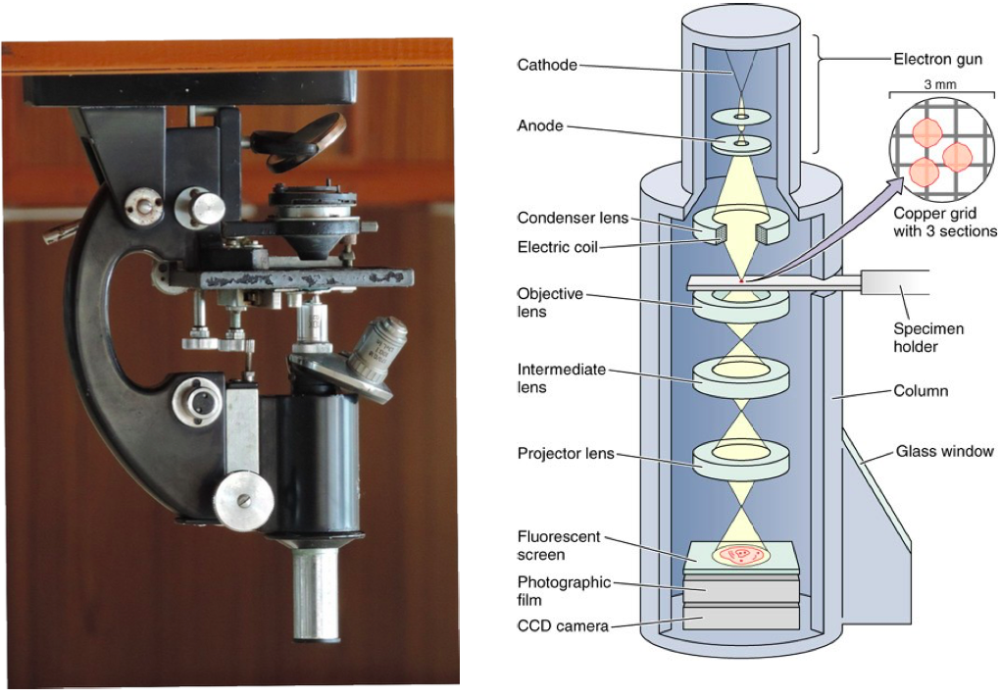 Cathode
Electron gun
3 mm
Anode
Condenser lens
Electric coil
Copper grid
with 3 sections
Objective
lens
Specimen
holder
Intermediate
lens
Column
Projector lens
Glass window
Fluorescent
screen
Photographic
film
CCD camera